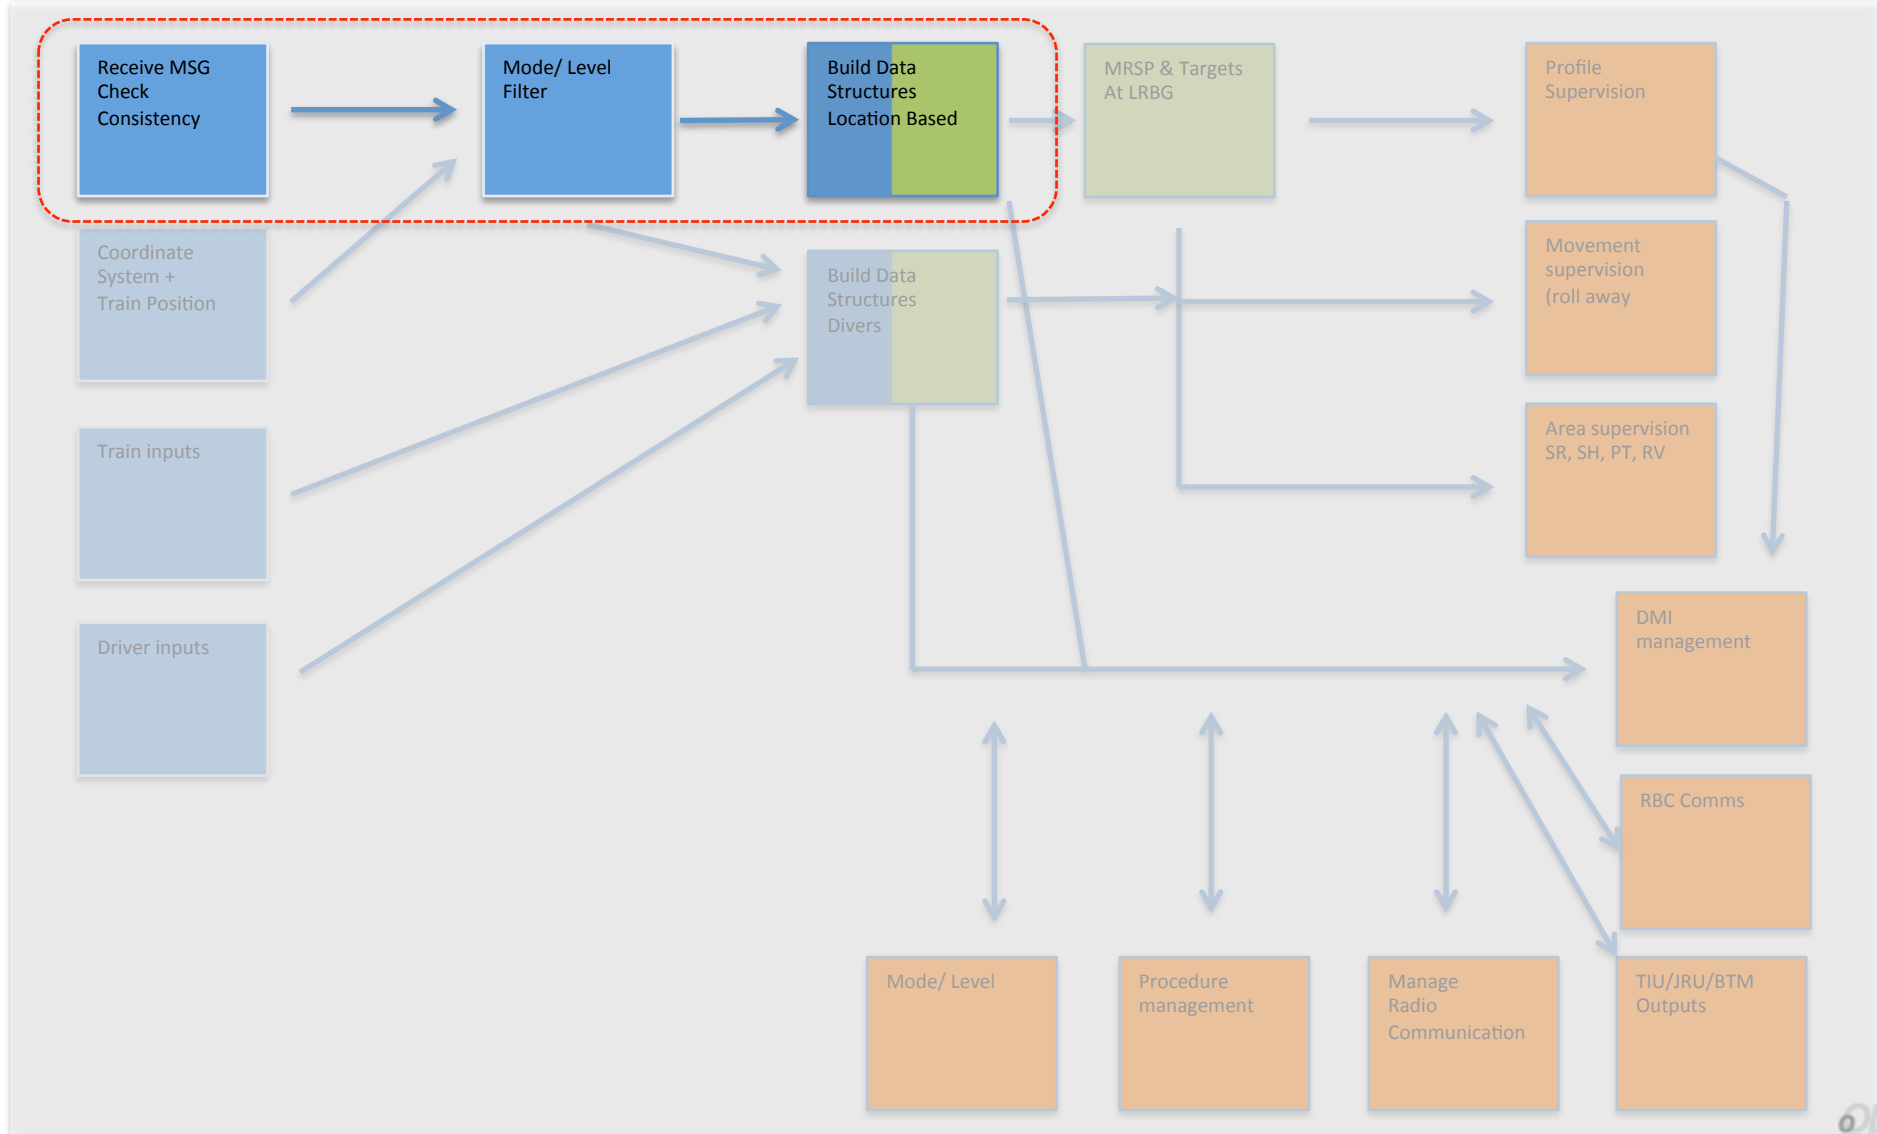 Receive MSG
Check
Consistency
Mode/ Level
Filter
Build Data
Structures
Location Based
MRSP & Targets
At LRBG
Profile
Supervision
Coordinate
System +
Train Position
Build Data
Structures
Divers
Movement
supervision
(roll away
Train inputs
Area supervision
SR, SH, PT, RV
Driver inputs
DMI
management
RBC Comms
Mode/ Level
Procedure
management
Manage
Radio
Communication
TIU/JRU/BTM
Outputs